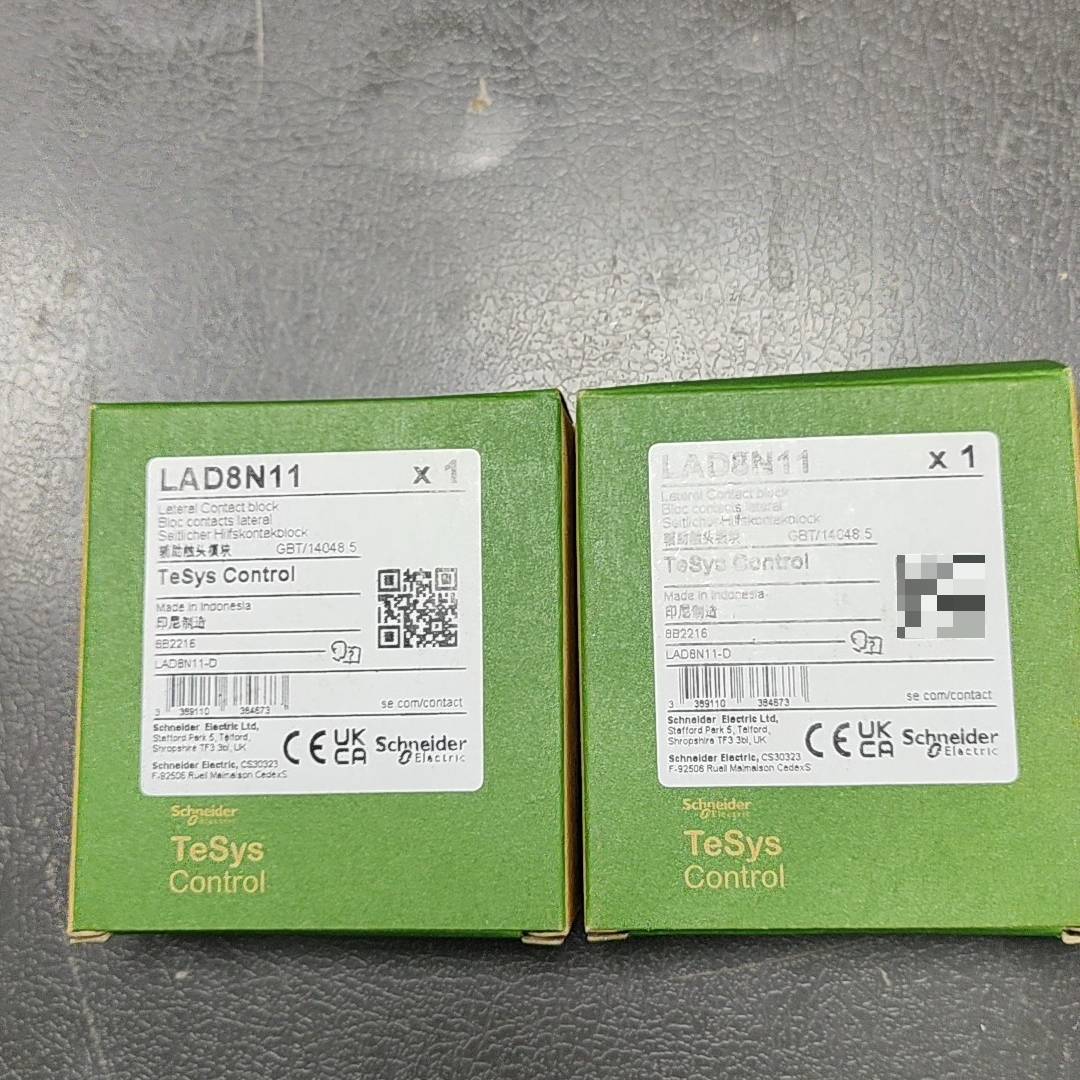 LAD8N11 x 1
Lateral Contact block
Bloc contacts lateral
Seitlicher Hilfskontakblock
辅助触头模块 GBT/14048.5
TeSys Control
Made in Indonesia
印尼制造
8B2216
LAD8N11-D
3 389110 384673
se.com/contact
Schneider Electric Ltd,
Stafford Park 5, Telford,
Shropshire TF3 3bl, UK
Schneider Electric, CS30323
F-92506 Rueil Malmaison CedexS
CE UK CA Schneider Electric
Schneider Electric
TeSys
Control
LAD8N11 x 1
Lateral Contact block
Bloc contacts lateral
Seitlicher Hilfskontakblock
辅助触头模块 GBT/14048.5
TeSys Control
Made in Indonesia
印尼制造
8B2216
LAD8N11-D
3 389110 384673
se.com/contact
Schneider Electric Ltd,
Stafford Park 5, Telford,
Shropshire TF3 3bl, UK
Schneider Electric, CS30323
F-92506 Rueil Malmaison CedexS
CE UK CA Schneider Electric
Schneider Electric
TeSys
Control